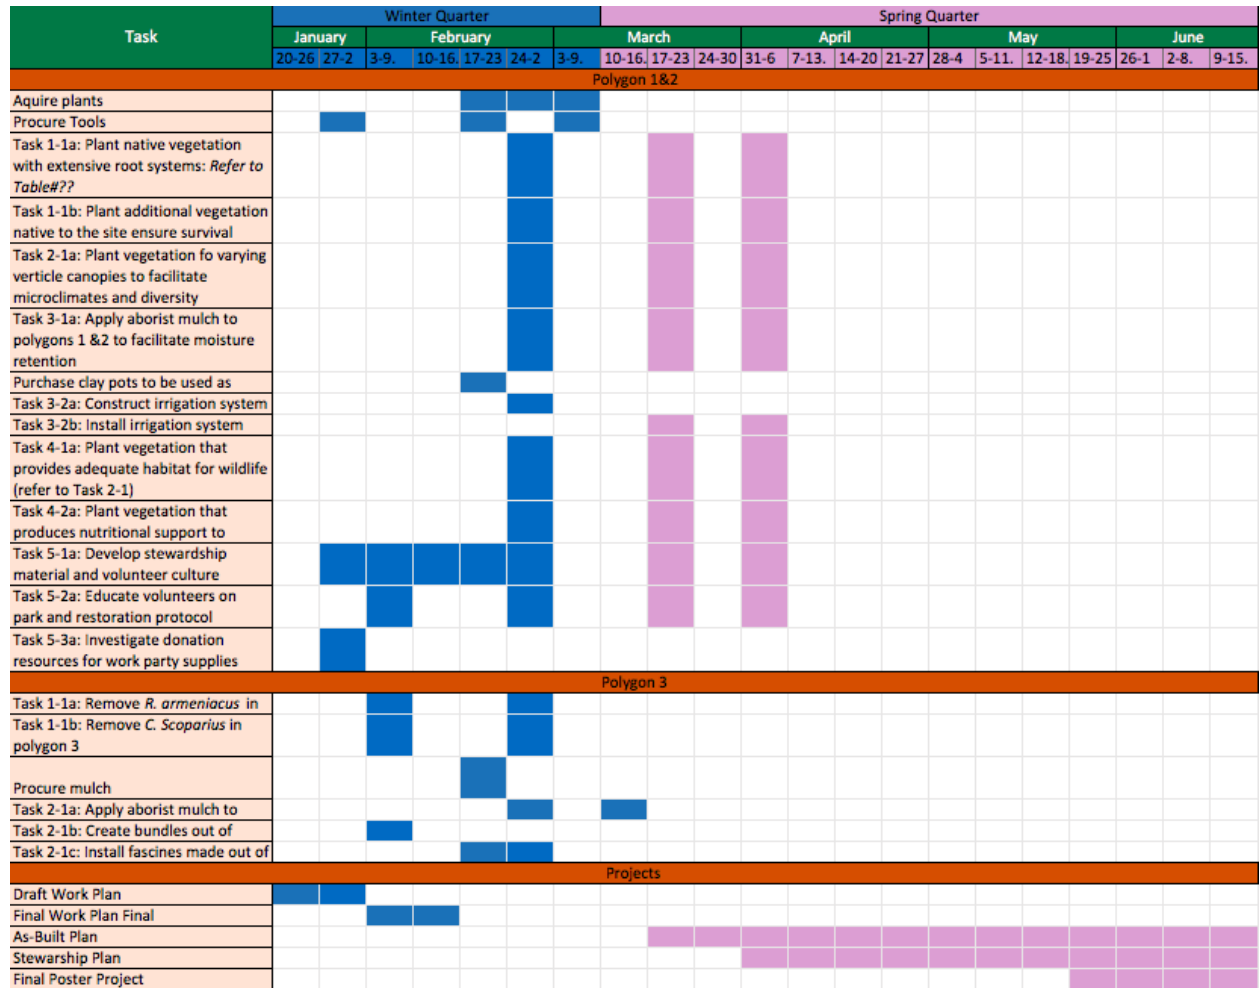 Task
Winter Quarter
Spring Quarter
January
February
March
April
May
June
20-26 27-2 3-9. 10-16. 17-23 24-2 3-9. 10-16. 17-23 24-30 31-6 7-13. 14-20 21-27 28-4 5-11. 12-18. 19-25 26-1 2-8. 9-15.
Polygon 1&2
Aquire plants
Procure Tools
Task 1-1a: Plant native vegetation
with extensive root systems: Refer to
Table#??
Task 1-1b: Plant additional vegetation
native to the site ensure survival
Task 2-1a: Plant vegetation fo varying
verticle canopies to facilitate
microclimates and diversity
Task 3-1a: Apply aborist mulch to
polygons 1 &2 to facilitate moisture
retention
Purchase clay pots to be used as
Task 3-2a: Construct irrigation system
Task 3-2b: Install irrigation system
Task 4-1a: Plant vegetation that
provides adequate habitat for wildlife
(refer to Task 2-1)
Task 4-2a: Plant vegetation that
produces nutritional support to
Task 5-1a: Develop stewardship
material and volunteer culture
Task 5-2a: Educate volunteers on
park and restoration protocol
Task 5-3a: Investigate donation
resources for work party supplies
Polygon 3
Task 1-1a: Remove R. armeniacus in
Task 1-1b: Remove C. Scoparius in
polygon 3
Procure mulch
Task 2-1a: Apply aborist mulch to
Task 2-1b: Create bundles out of
Task 2-1c: Install fascines made out of
Projects
Draft Work Plan
Final Work Plan Final
As-Built Plan
Stewarship Plan
Final Poster Project